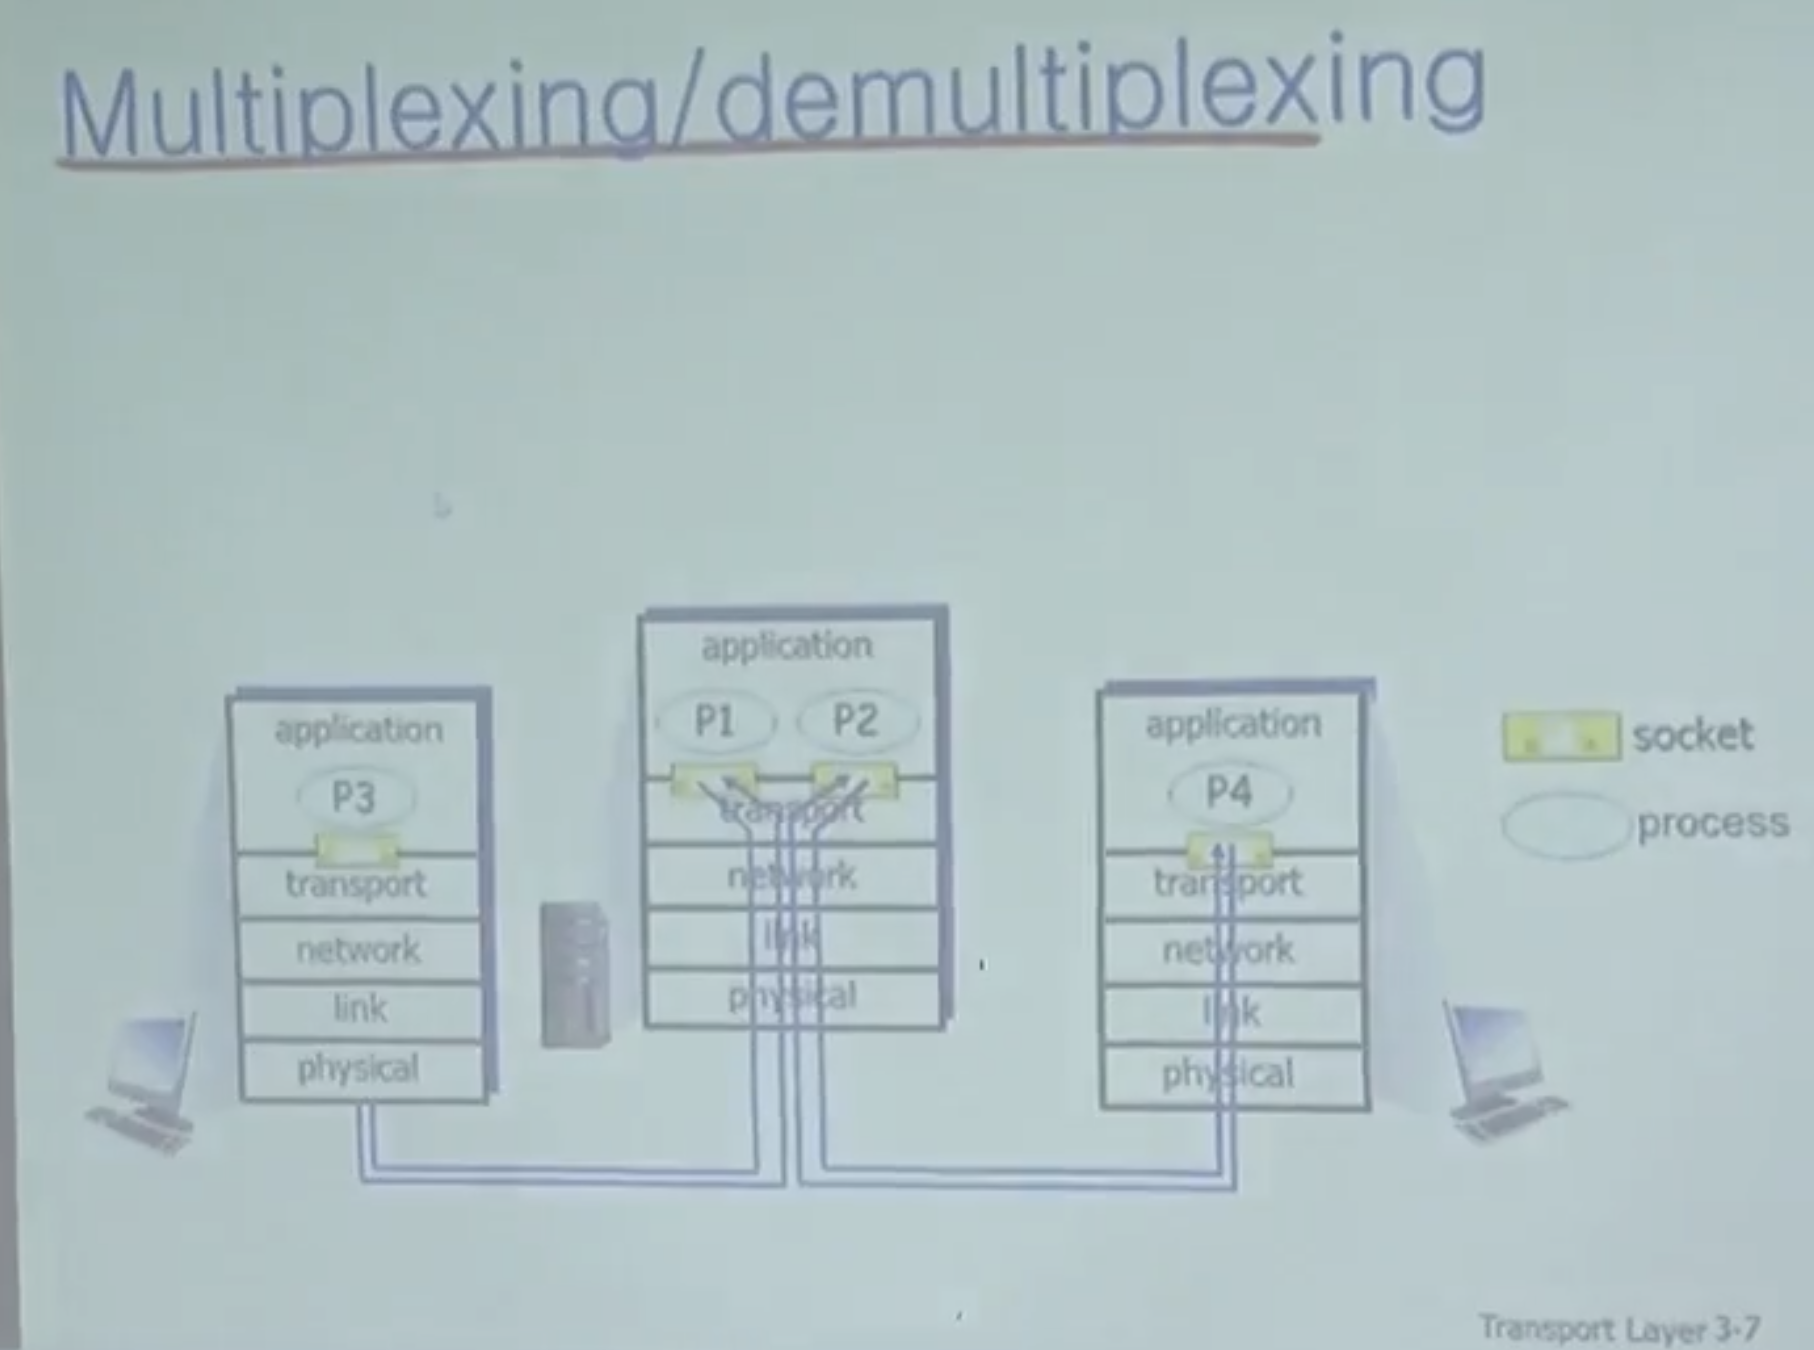 Multiplexing/demultiplexing
application
P3
transport
network
link
physical
application
P1 P2
transport
network
link
physical
application
P4
transport
network
link
physical
socket
process
Transport Layer 3-7